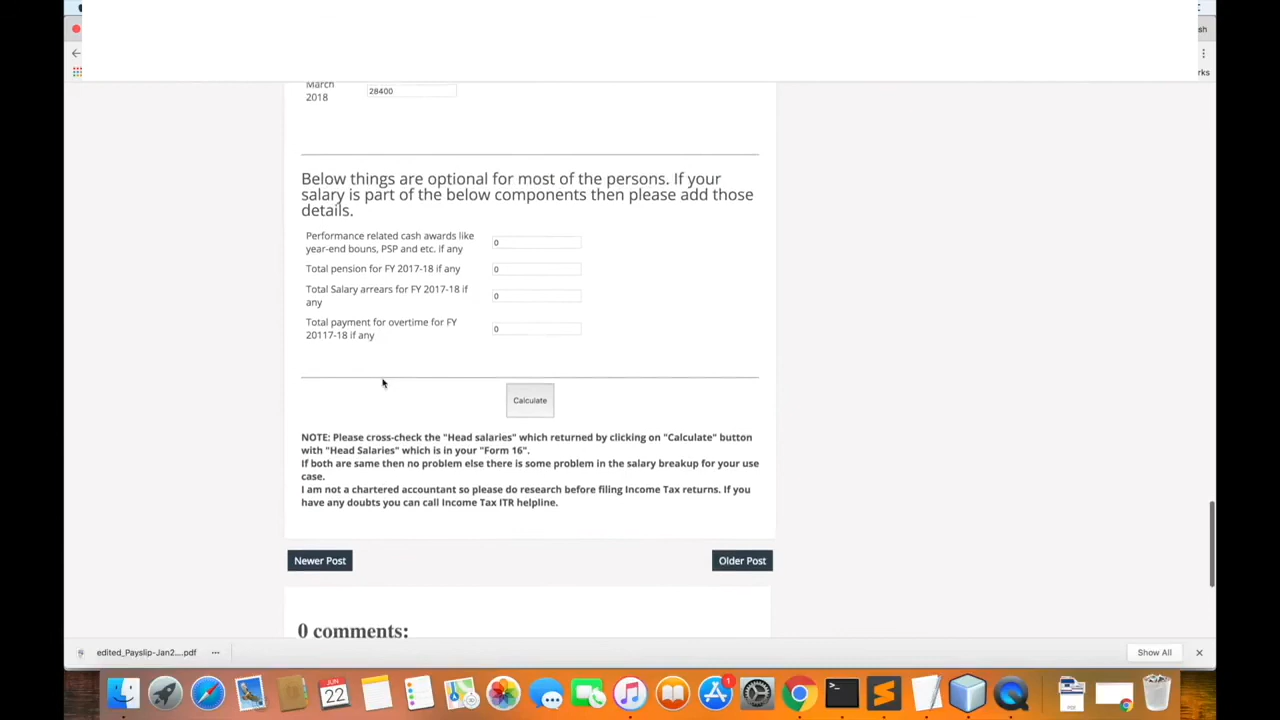 sh
rks
March
2018
28400
Below things are optional for most of the persons. If your
salary is part of the below components then please add those
details.
Performance related cash awards like
year-end bouns, PSP and etc. if any
0
Total pension for FY 2017-18 if any
0
Total Salary arrears for FY 2017-18 if
any
0
Total payment for overtime for FY
20117-18 if any
0
Calculate
NOTE: Please cross-check the "Head salaries" which returned by clicking on "Calculate" button
with "Head Salaries" which is in your "Form 16".
If both are same then no problem else there is some problem in the salary breakup for your use
case.
I am not a chartered accountant so please do research before filing Income Tax returns. If you
have any doubts you can call Income Tax ITR helpline.
Newer Post
Older Post
0 comments:
edited_Payslip-Jan2....pdf
Show All
JUN
22
1